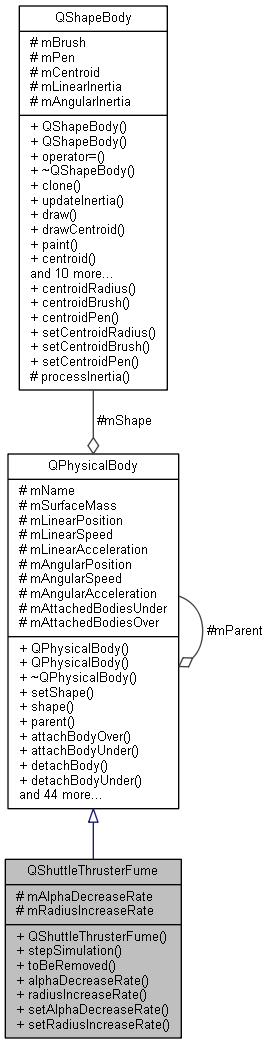 QShapeBody
# mBrush
# mPen
# mCentroid
# mLinearInertia
# mAngularInertia
+ QShapeBody()
+ QShapeBody()
+ operator=()
+ ~QShapeBody()
+ clone()
+ updateInertia()
+ draw()
+ drawCentroid()
+ paint()
+ centroid()
and 10 more...
+ centroidRadius()
+ centroidBrush()
+ centroidPen()
+ setCentroidRadius()
+ setCentroidBrush()
+ setCentroidPen()
# processInertia()
#mShape
QPhysicalBody
# mName
# mSurfaceMass
# mLinearPosition
# mLinearSpeed
# mLinearAcceleration
# mAngularPosition
# mAngularSpeed
# mAngularAcceleration
# mAttachedBodiesUnder
# mAttachedBodiesOver
#mParent
+ QPhysicalBody()
+ QPhysicalBody()
+ ~QPhysicalBody()
+ setShape()
+ shape()
+ parent()
+ attachBodyOver()
+ attachBodyUnder()
+ detachBody()
+ detachBodyUnder()
and 44 more...
QShuttleThrusterFume
# mAlphaDecreaseRate
# mRadiusIncreaseRate
+ QShuttleThrusterFume()
+ stepSimulation()
+ toBeRemoved()
+ alphaDecreaseRate()
+ radiusIncreaseRate()
+ setAlphaDecreaseRate()
+ setRadiusIncreaseRate()